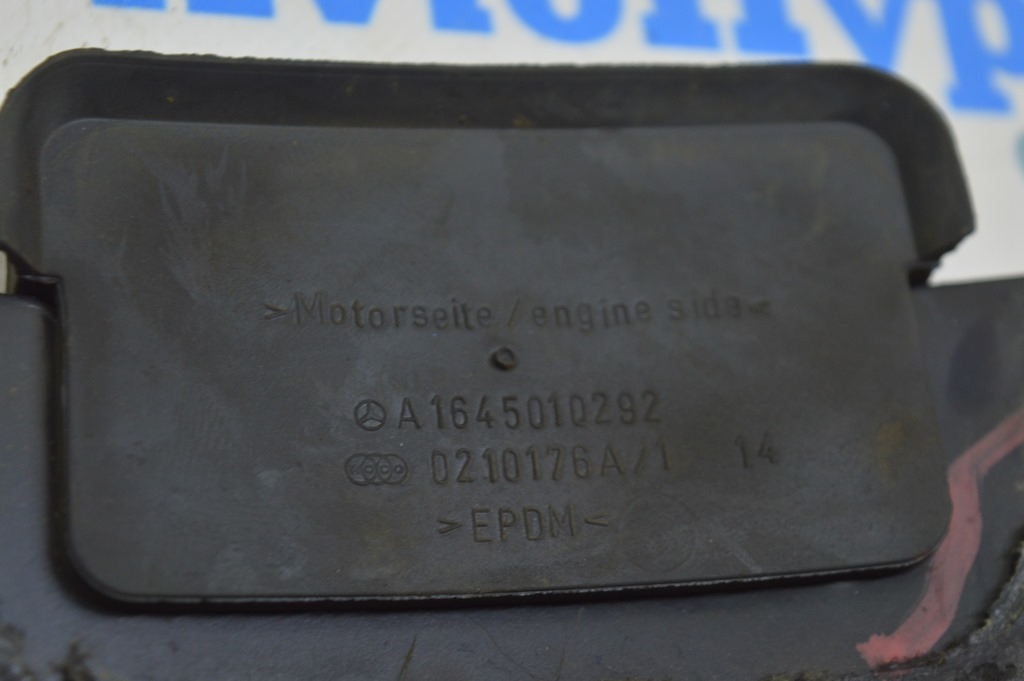 >Motorseite/engine side<
A1645010292
0210176A/1 14
>EPDM<